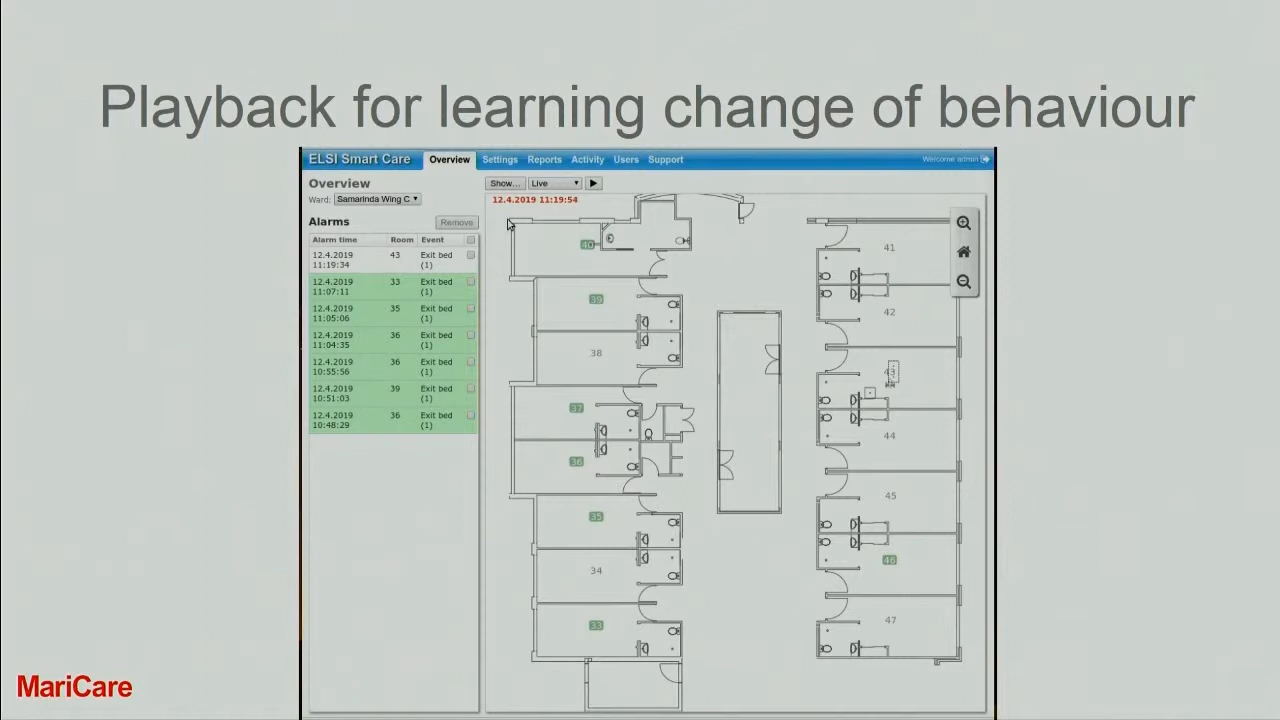 Playback for learning change of behaviour
ELSI Smart Care Overview Settings Reports Activity Users Support Welcome admin
Overview
Ward: Samarinda Wing C
Alarms Remove
Alarm time Room Event
12.4.2019 11:19:34 43 Exit bed (1)
12.4.2019 11:07:11 33 Exit bed (1)
12.4.2019 11:05:06 35 Exit bed (1)
12.4.2019 11:04:35 36 Exit bed (1)
12.4.2019 10:55:56 36 Exit bed (1)
12.4.2019 10:51:03 39 Exit bed (1)
12.4.2019 10:48:29 36 Exit bed (1)
Show... Live
12.4.2019 11:19:54
40
39
38
37
36
35
34
33
41
42
44
45
46
47
MariCare